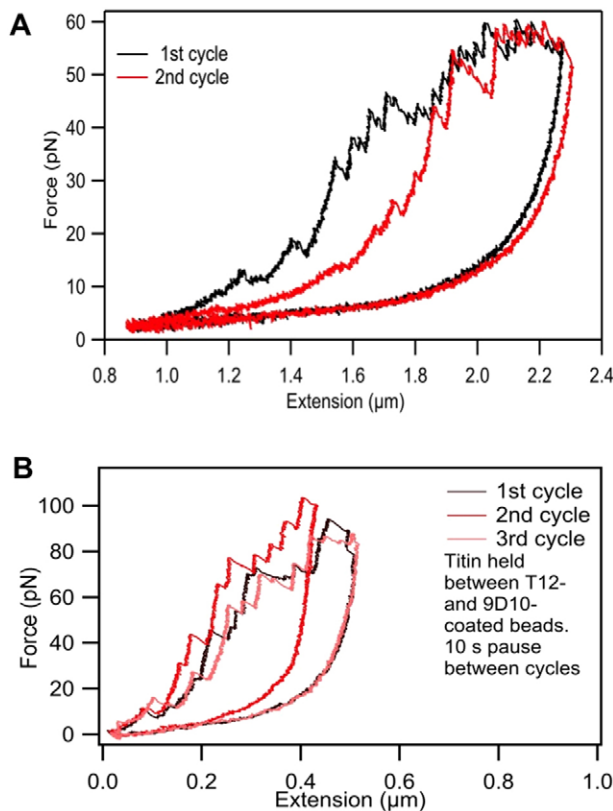 A
1st cycle
2nd cycle
Force (pN)
60
50
40
30
20
10
0
0.8 1.0 1.2 1.4 1.6 1.8 2.0 2.2 2.4
Extension (µm)
B
1st cycle
2nd cycle
3rd cycle
Titin held
between T12-
and 9D10-
coated beads.
10 s pause
between cycles
Force (pN)
100
80
60
40
20
0
0.0 0.2 0.4 0.6 0.8 1.0
Extension (µm)